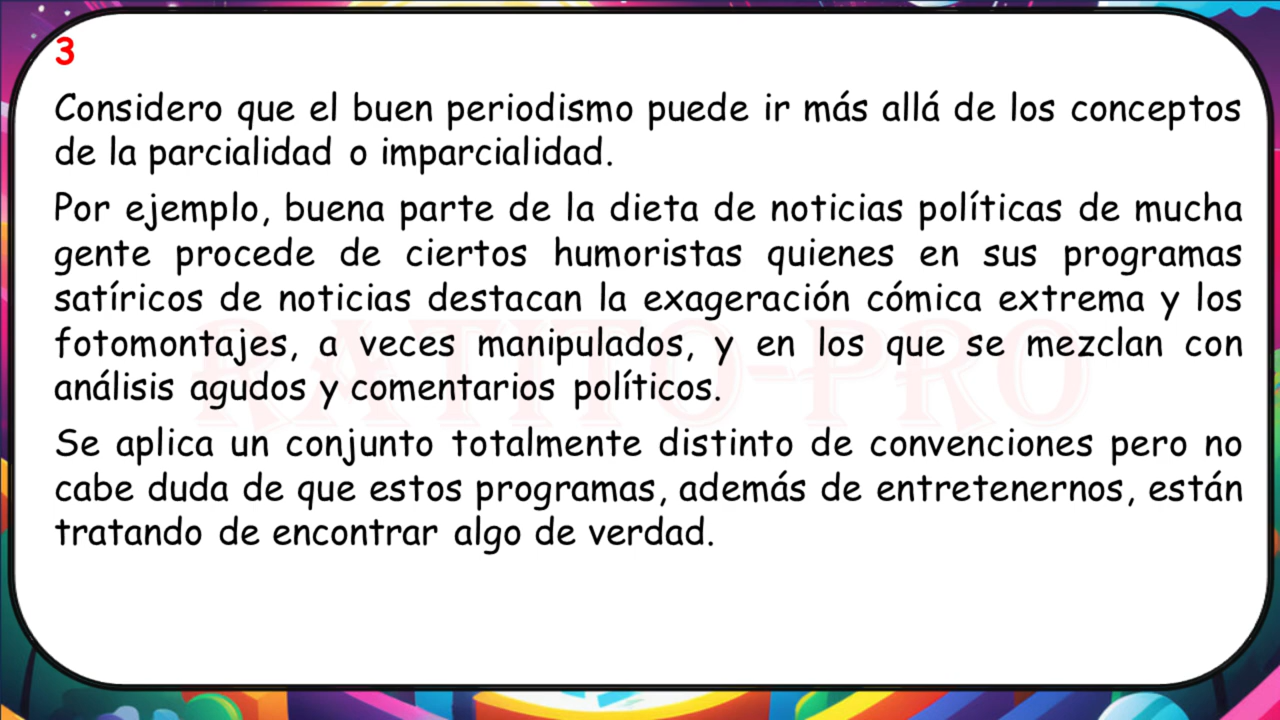 3
Considero que el buen periodismo puede ir más allá de los conceptos
de la parcialidad o imparcialidad.
Por ejemplo, buena parte de la dieta de noticias políticas de mucha
gente procede de ciertos humoristas quienes en sus programas
satíricos de noticias destacan la exageración cómica extrema y los
fotomontajes, a veces manipulados, y en los que se mezclan con
análisis agudos y comentarios políticos.
Se aplica un conjunto totalmente distinto de convenciones pero no
cabe duda de que estos programas, además de entretenernos, están
tratando de encontrar algo de verdad.
RATITO-PRO